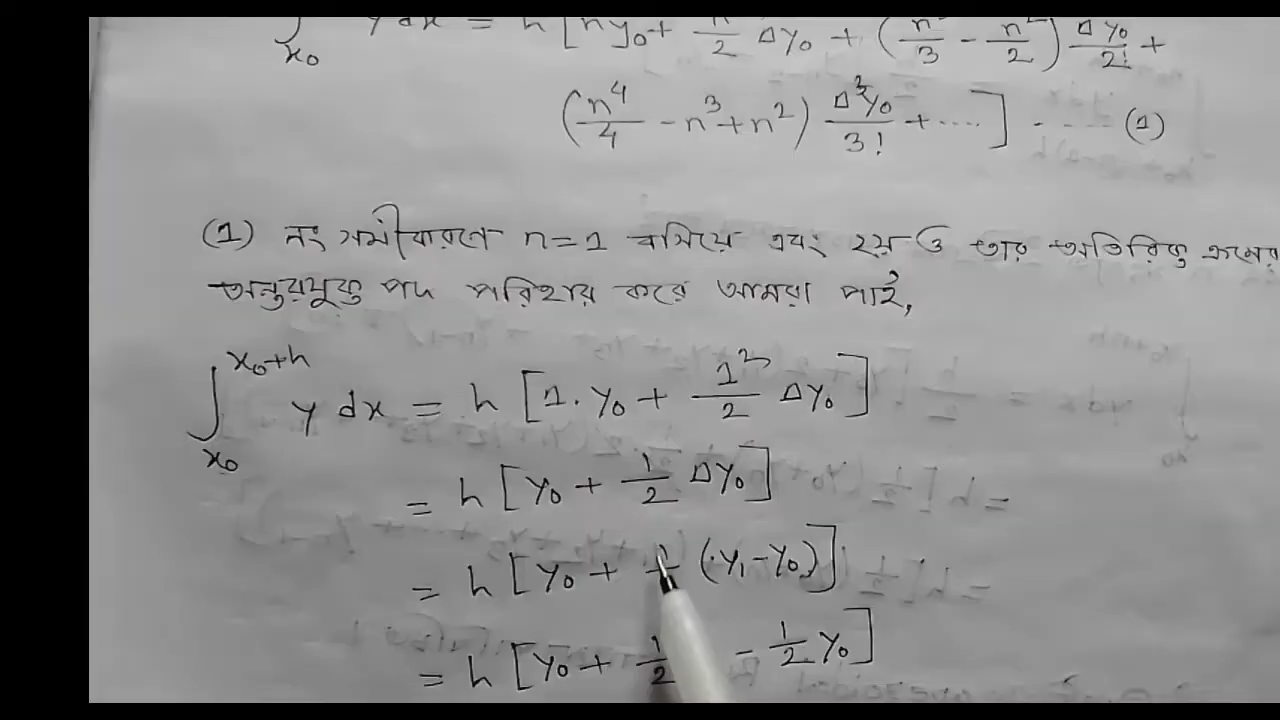 ∫ y dx = h [ny₀ + n²/2 Δy₀ + (n³/3 - n²/2) Δ²y₀/2! +
x₀
(n⁴/4 - n³ + n²) Δ³y₀/3! + ....] - .... (1)
(1) নং সমীকরণে n=1 বসিয়ে এবং ২য় ও তার অতিরিক্ত ক্রমের
অন্তরযুক্ত পদ পরিহার করে আমরা পাই,
∫ₓ₀^(x₀+h) y dx = h [1.y₀ + 1²/2 Δy₀]
= h [y₀ + 1/2 Δy₀]
= h [y₀ + 1/2 (y₁ - y₀)]
= h [y₀ + 1/2 - 1/2 y₀]